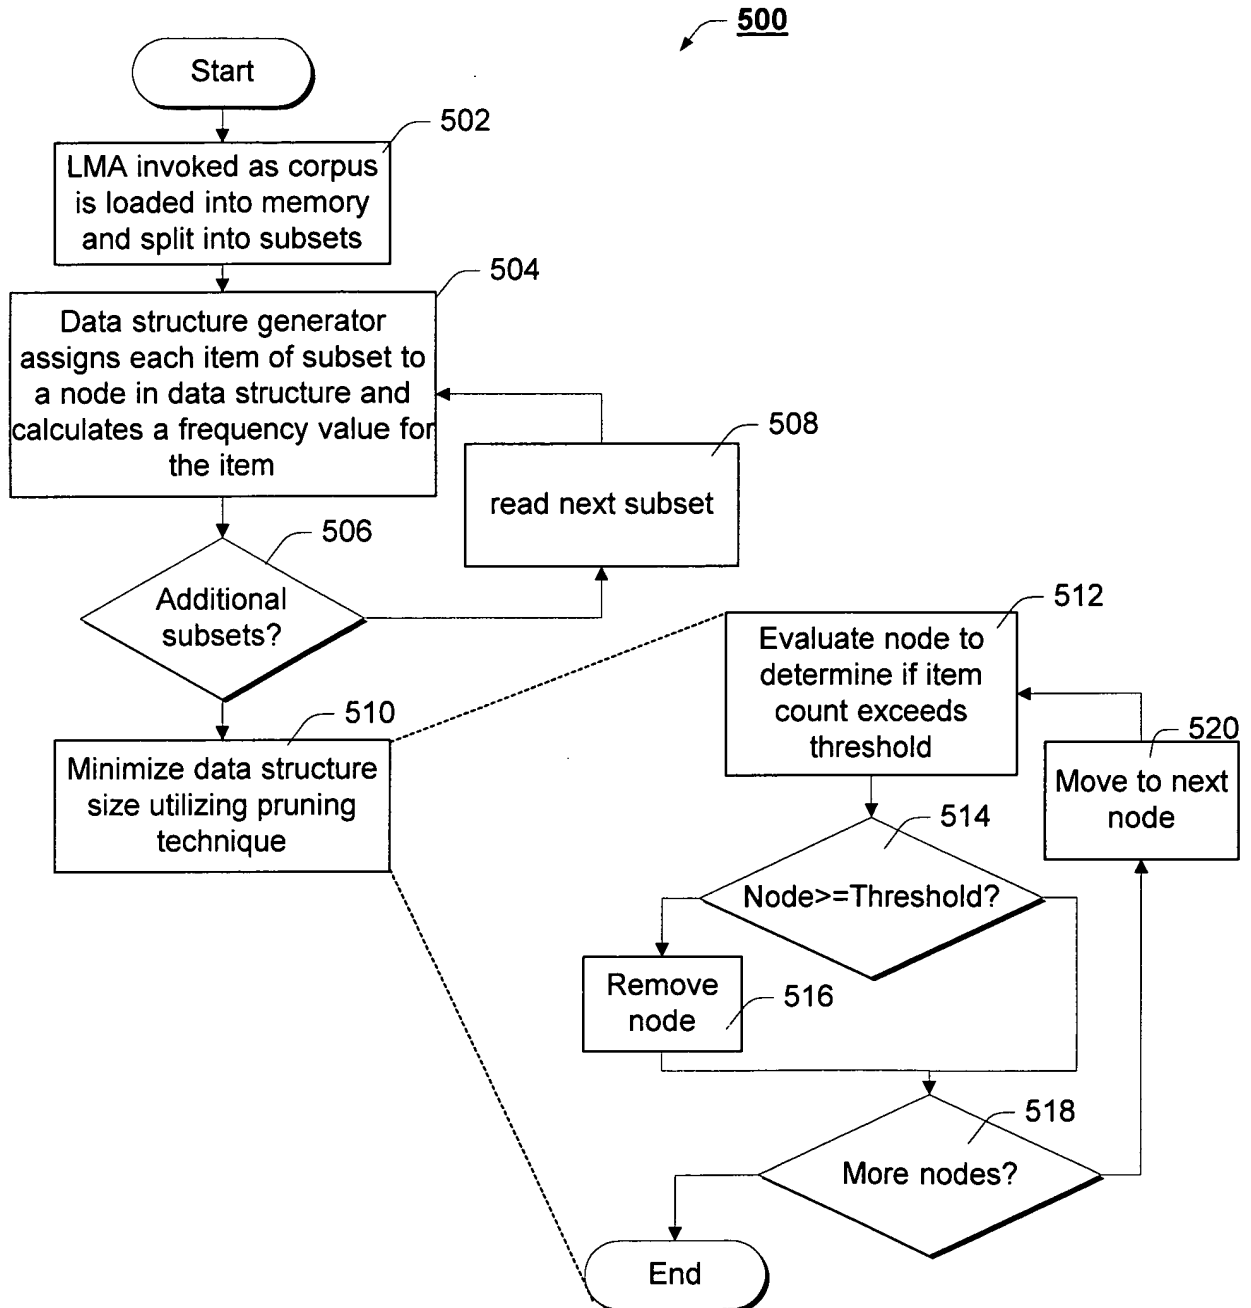 500
Start
502
LMA invoked as corpus
is loaded into memory
and split into subsets
504
Data structure generator
assigns each item of subset to
a node in data structure and
calculates a frequency value for
the item
508
read next subset
506
Additional
subsets?
510
Minimize data structure
size utilizing pruning
technique
512
Evaluate node to
determine if item
count exceeds
threshold
520
Move to next
node
514
Node>=Threshold?
Remove
node
516
518
More nodes?
End